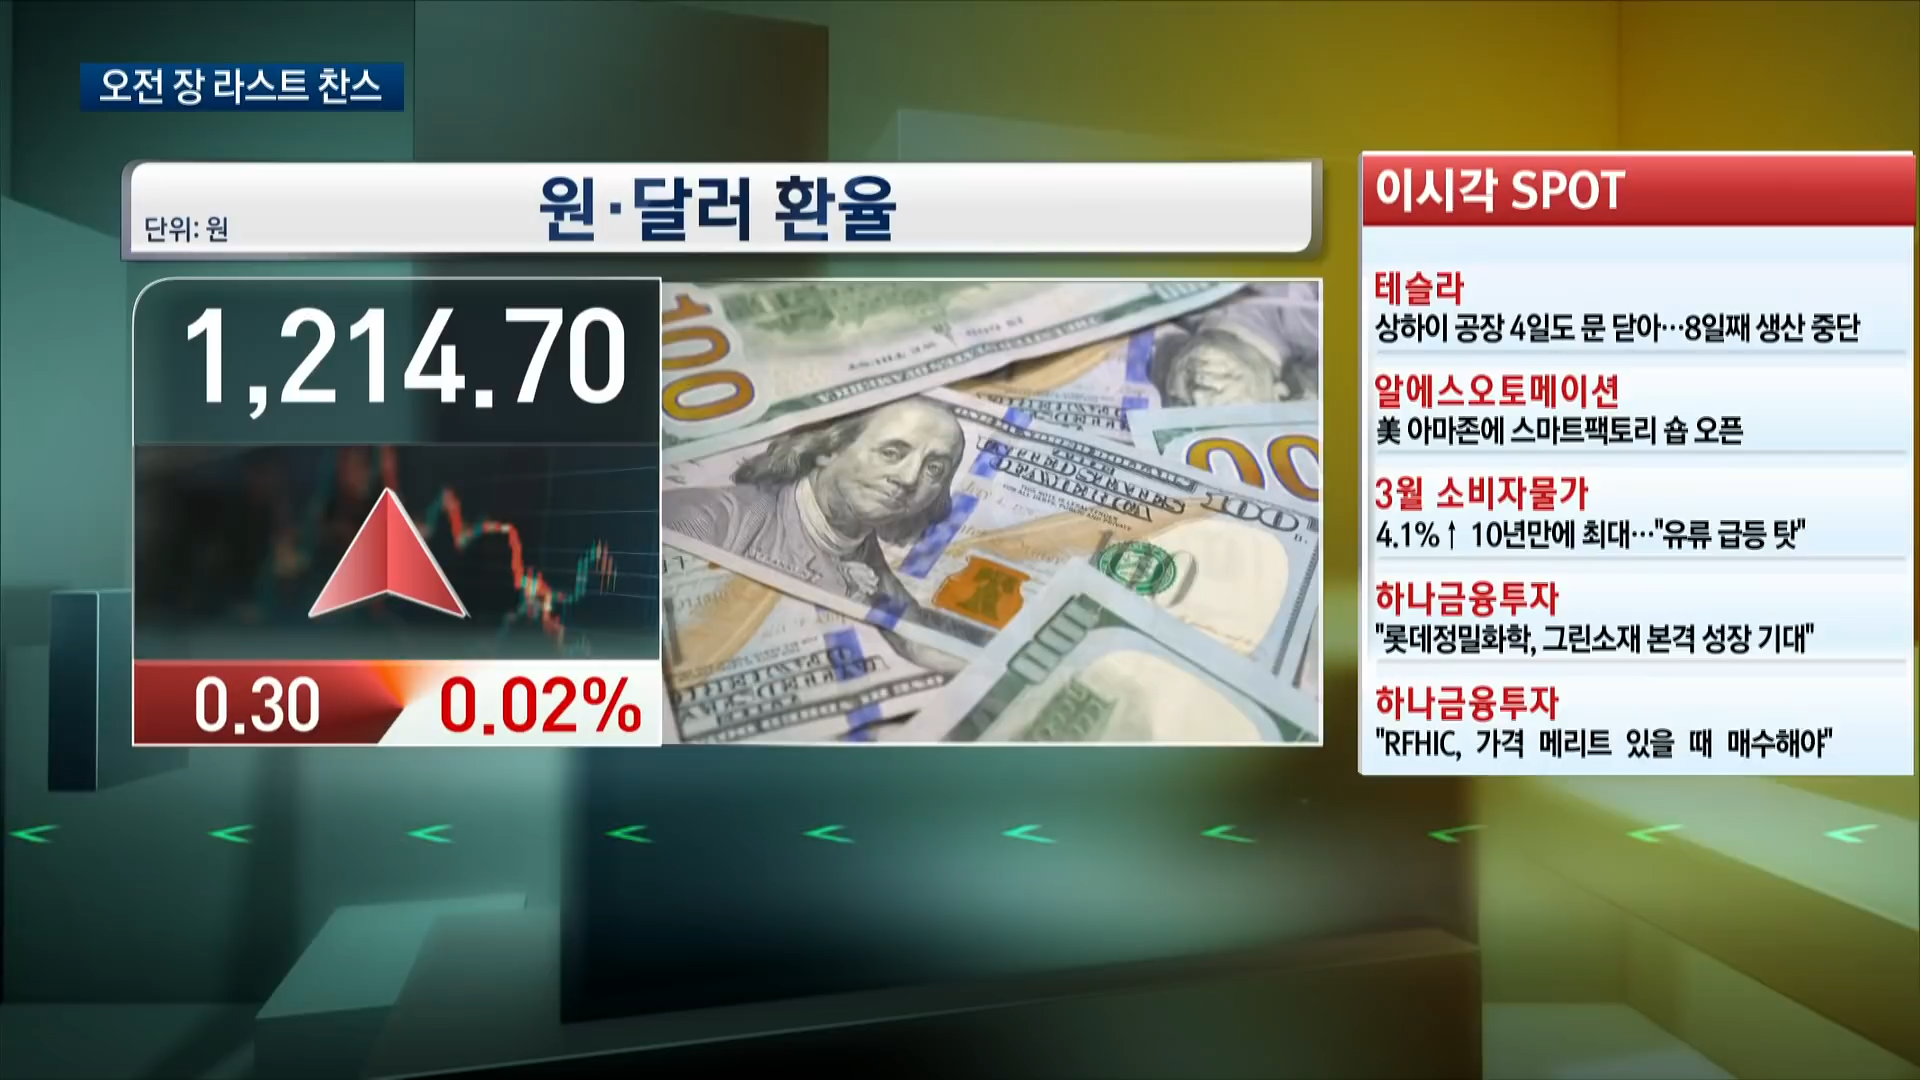 오전 장 라스트 찬스
원·달러 환율
단위: 원
1,214.70
0.30
0.02%
이시각 SPOT
테슬라
상하이 공장 4일도 문 닫아…8일째 생산 중단
알에스오토메이션
美 아마존에 스마트팩토리 숍 오픈
3월 소비자물가
4.1%↑ 10년만에 최대…"유류 급등 탓"
하나금융투자
"롯데정밀화학, 그린소재 본격 성장 기대"
하나금융투자
"RFHIC, 가격 메리트 있을 때 매수해야"
100
UNITED STATES
OF AMERICA
100